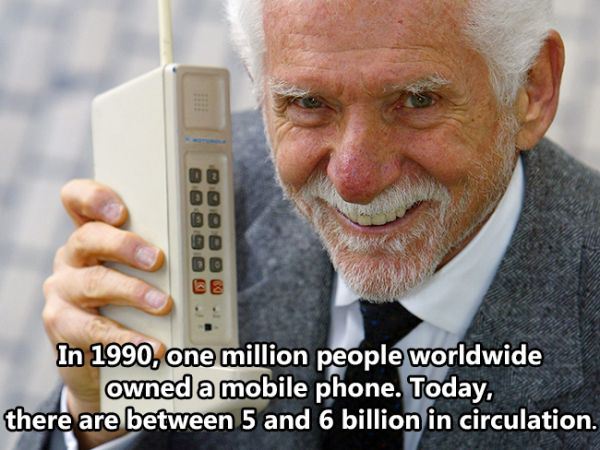 MOTOROLA
In 1990, one million people worldwide
owned a mobile phone. Today,
there are between 5 and 6 billion in circulation.